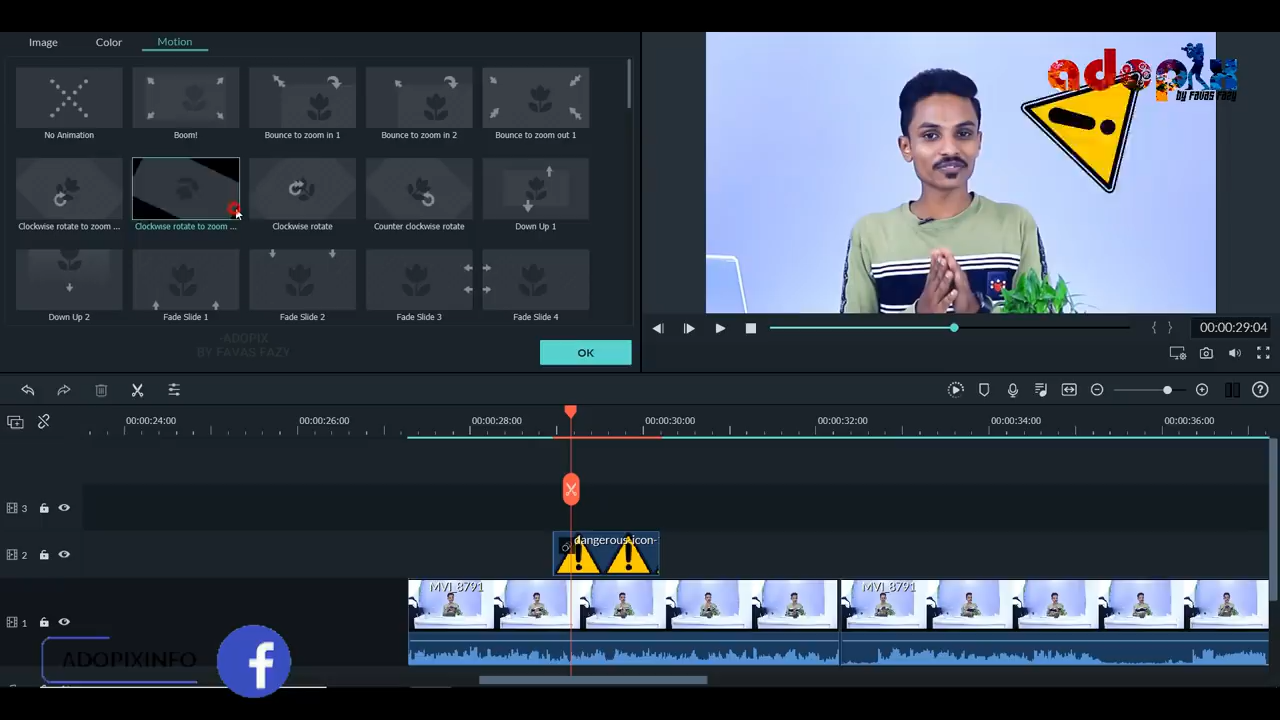 Image Color Motion
adopix
BY FAVAS FAZY
No Animation Boom! Bounce to zoom in 1 Bounce to zoom in 2 Bounce to zoom out 1
Clockwise rotate to zoom ... Clockwise rotate to zoom ... Clockwise rotate Counter clockwise rotate Down Up 1
Down Up 2 Fade Slide 1 Fade Slide 2 Fade Slide 3 Fade Slide 4
ADOPIX
BY FAVAS FAZY
OK
{ } 00:00:29:04
00:00:24:00 00:00:26:00 00:00:28:00 00:00:30:00 00:00:32:00 00:00:34:00 00:00:36:00
3
2 dangerous-icon-
MVI_8791 MVI_8791
1
ADOPIXINFO f